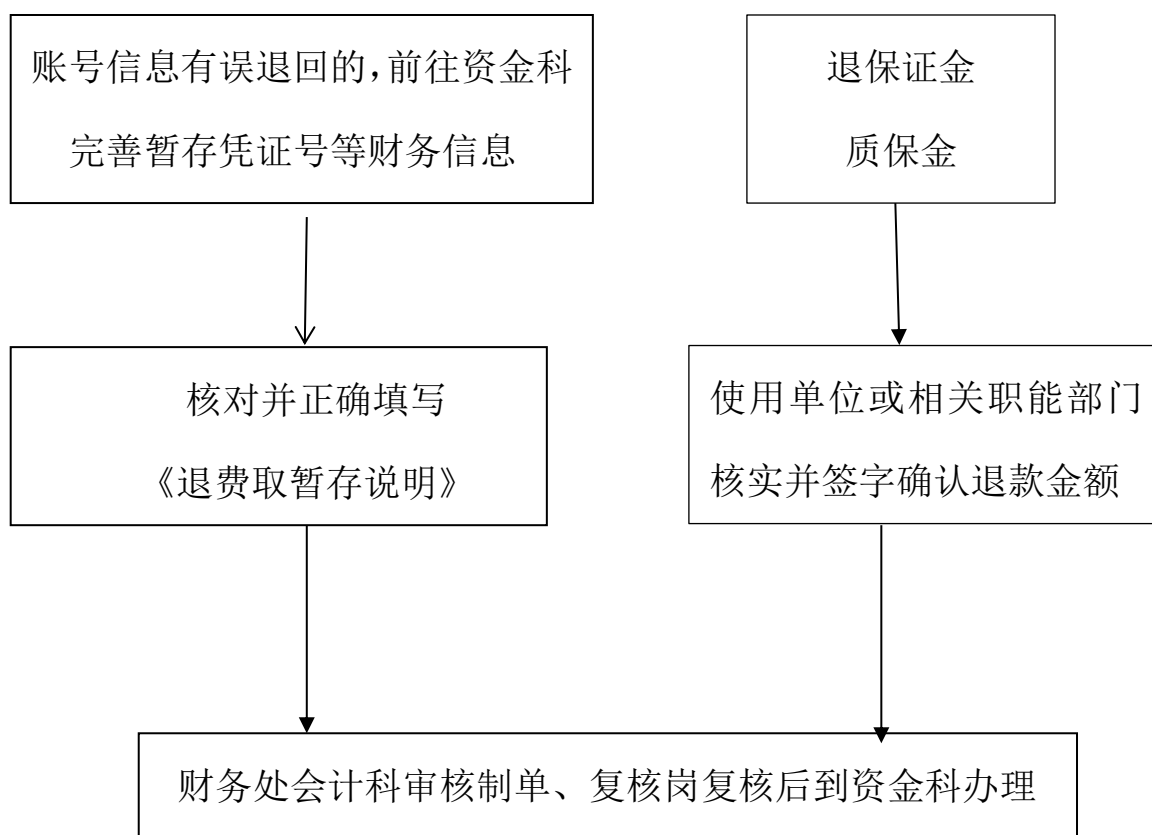 账号信息有误退回的，前往资金科
完善暂存凭证号等财务信息
退保证金
质保金
核对并正确填写
《退费取暂存说明》
使用单位或相关职能部门
核实并签字确认退款金额
财务处会计科审核制单、复核岗复核后到资金科办理